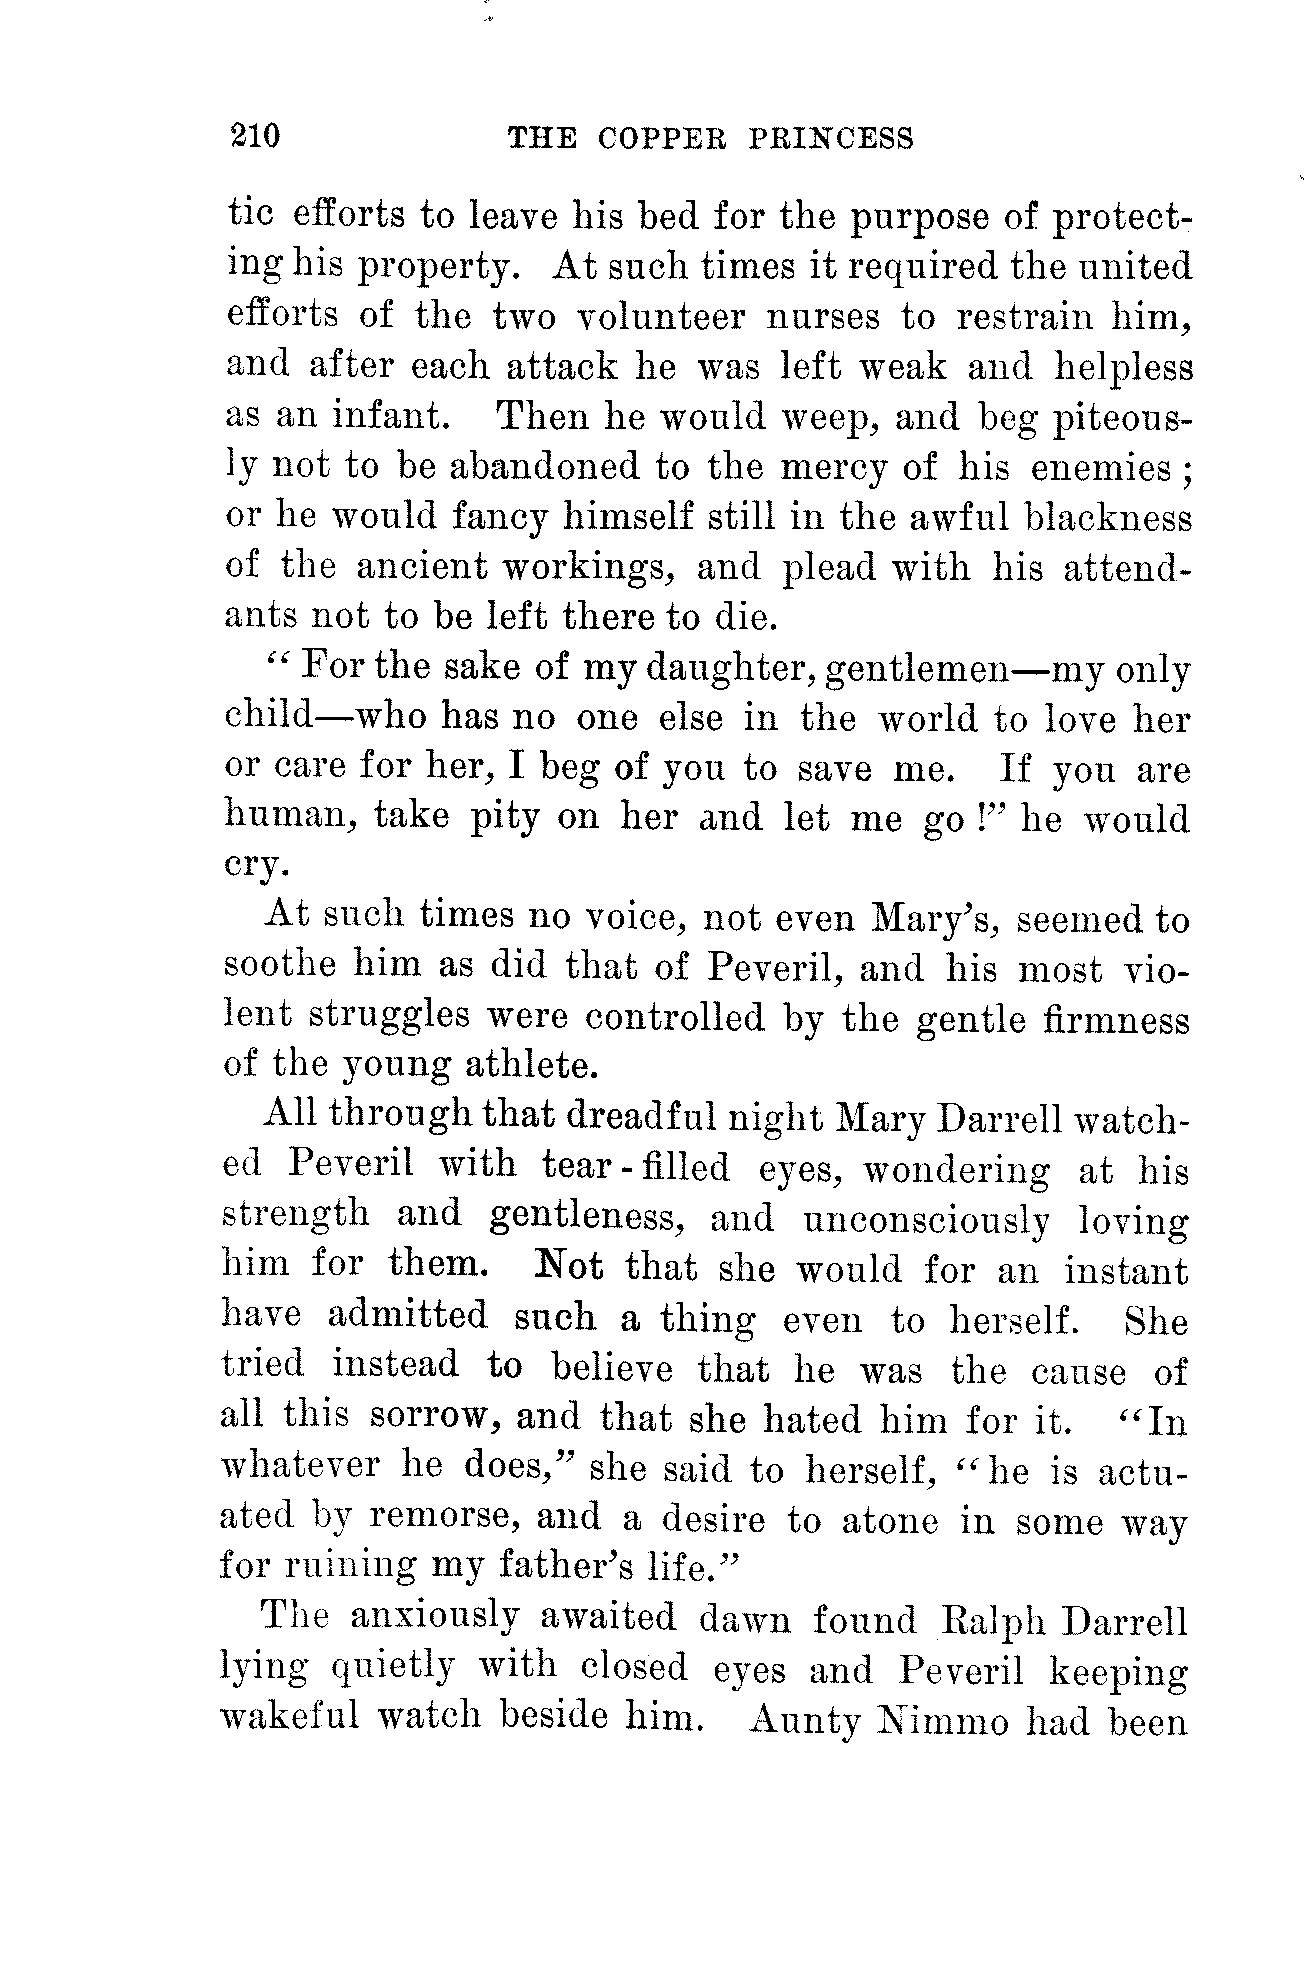 210 THE COPPER PRINCESS
tic efforts to leave his bed for the purpose of protect-
ing his property. At such times it required the united
efforts of the two volunteer nurses to restrain him,
and after each attack he was left weak and helpless
as an infant. Then he would weep, and beg piteous-
ly not to be abandoned to the mercy of his enemies ;
or he would fancy himself still in the awful blackness
of the ancient workings, and plead with his attend-
ants not to be left there to die.
“ For the sake of my daughter, gentlemen—my only
child—who has no one else in the world to love her
or care for her, I beg of you to save me. If you are
human, take pity on her and let me go !” he would
cry.
At such times no voice, not even Mary’s, seemed to
soothe him as did that of Peveril, and his most vio-
lent struggles were controlled by the gentle firmness
of the young athlete.
All through that dreadful night Mary Darrell watch-
ed Peveril with tear - filled eyes, wondering at his
strength and gentleness, and unconsciously loving
him for them. Not that she would for an instant
have admitted such a thing even to herself. She
tried instead to believe that he was the cause of
all this sorrow, and that she hated him for it. “In
whatever he does,” she said to herself, “ he is actu-
ated by remorse, and a desire to atone in some way
for ruining my father’s life.”
The anxiously awaited dawn found Ralph Darrell
lying quietly with closed eyes and Peveril keeping
wakeful watch beside him. Aunty Nimmo had been